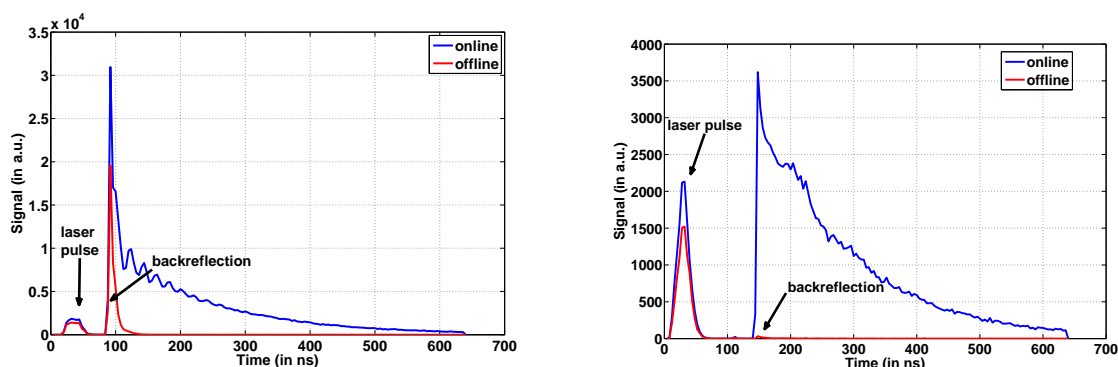 x 10⁴
3.5
3
2.5
2
1.5
1
0.5
0
0 100 200 300 400 500 600 700
Signal (in a.u.)
Time (in ns)
online
offline
laser
pulse
backreflection
4000
3500
3000
2500
2000
1500
1000
500
0
0 100 200 300 400 500 600 700
Signal (in a.u.)
Time (in ns)
online
offline
laser pulse
backreflection